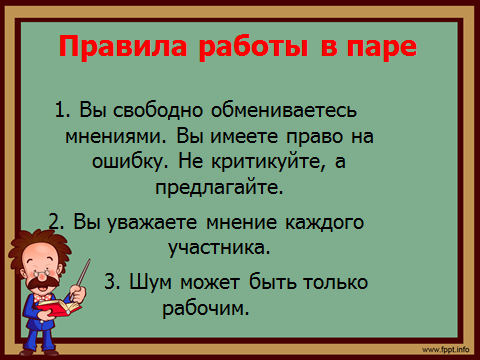 Правила работы в паре
1. Вы свободно обмениваетесь
мнениями. Вы имеете право на
ошибку. Не критикуйте, а
предлагайте.
2. Вы уважаете мнение каждого
участника.
3. Шум может быть только
рабочим.
www.fppt.info